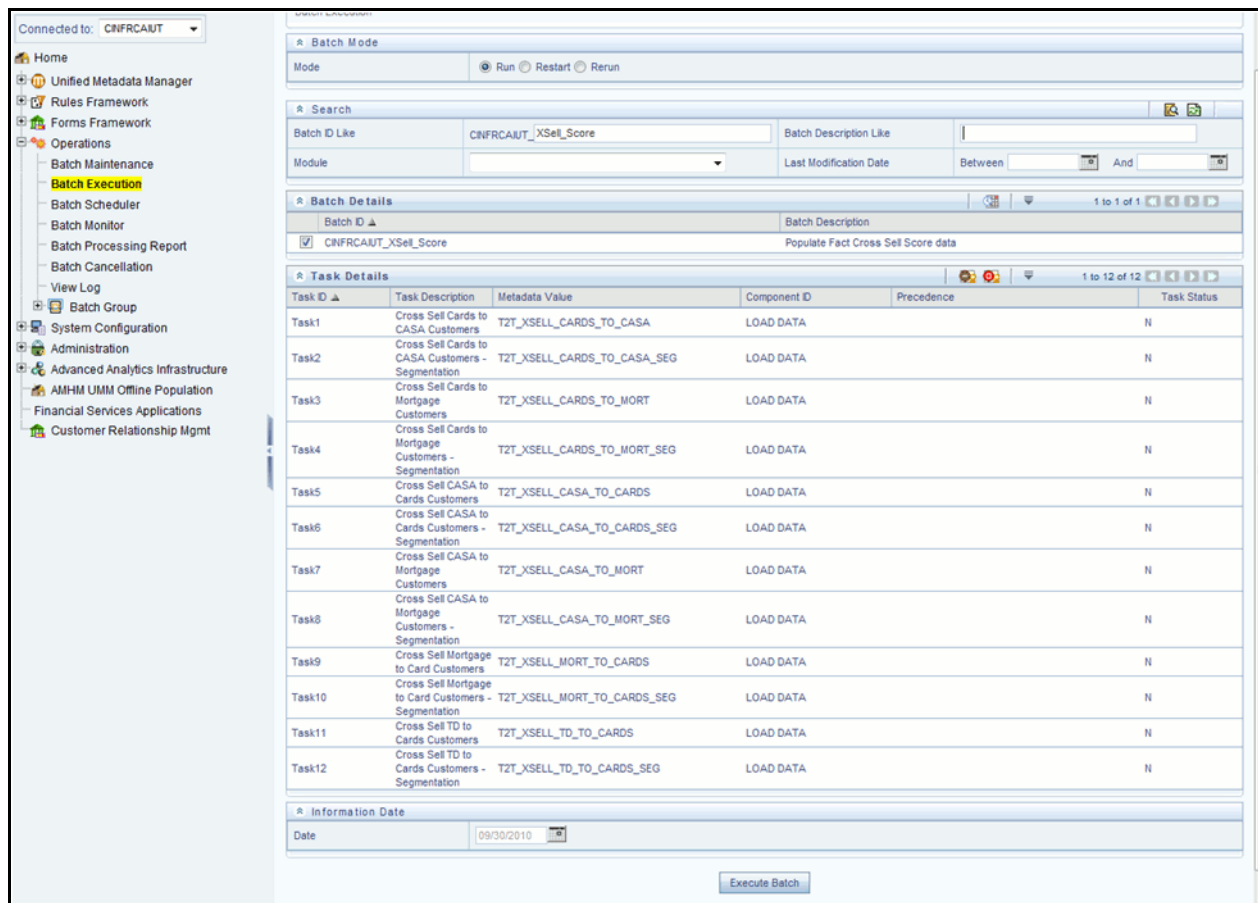 Connected to: CINFRCAIUT
Home
Unified Metadata Manager
Rules Framework
Forms Framework
Operations
Batch Maintenance
Batch Execution
Batch Scheduler
Batch Monitor
Batch Processing Report
Batch Cancellation
View Log
Batch Group
System Configuration
Administration
Advanced Analytics Infrastructure
AMHM UMM Offline Population
Financial Services Applications
Customer Relationship Mgmt
Batch Execution
Batch Mode
Mode Run Restart Rerun
Search
Batch ID Like CINFRCAIUT_ XSell_Score Batch Description Like
Module Last Modification Date Between And
Batch Details 1 to 1 of 1
Batch ID Batch Description
CINFRCAIUT_XSell_Score Populate Fact Cross Sell Score data
Task Details 1 to 12 of 12
Task ID Task Description Metadata Value Component ID Precedence Task Status
Task1 Cross Sell Cards to CASA Customers T2T_XSELL_CARDS_TO_CASA LOAD DATA N
Task2 Cross Sell Cards to CASA Customers - Segmentation T2T_XSELL_CARDS_TO_CASA_SEG LOAD DATA N
Task3 Cross Sell Cards to Mortgage Customers T2T_XSELL_CARDS_TO_MORT LOAD DATA N
Task4 Cross Sell Cards to Mortgage Customers - Segmentation T2T_XSELL_CARDS_TO_MORT_SEG LOAD DATA N
Task5 Cross Sell CASA to Cards Customers T2T_XSELL_CASA_TO_CARDS LOAD DATA N
Task6 Cross Sell CASA to Cards Customers - Segmentation T2T_XSELL_CASA_TO_CARDS_SEG LOAD DATA N
Task7 Cross Sell CASA to Mortgage Customers T2T_XSELL_CASA_TO_MORT LOAD DATA N
Task8 Cross Sell CASA to Mortgage Customers - Segmentation T2T_XSELL_CASA_TO_MORT_SEG LOAD DATA N
Task9 Cross Sell Mortgage to Card Customers T2T_XSELL_MORT_TO_CARDS LOAD DATA N
Task10 Cross Sell Mortgage to Card Customers - Segmentation T2T_XSELL_MORT_TO_CARDS_SEG LOAD DATA N
Task11 Cross Sell TD to Cards Customers T2T_XSELL_TD_TO_CARDS LOAD DATA N
Task12 Cross Sell TD to Cards Customers - Segmentation T2T_XSELL_TD_TO_CARDS_SEG LOAD DATA N
Information Date
Date 09/30/2010
Execute Batch